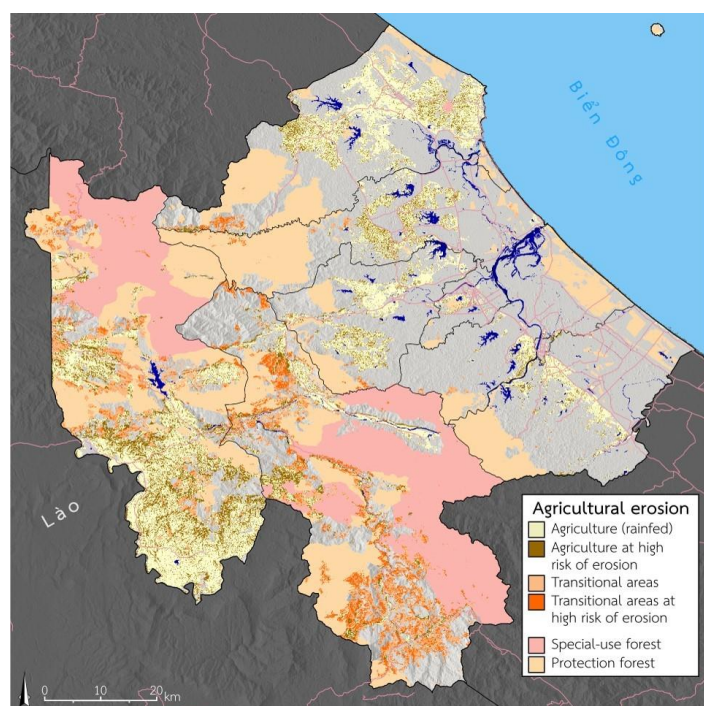 Biển Đông
Lào
Agricultural erosion
Agriculture (rainfed)
Agriculture at high
risk of erosion
Transitional areas
Transitional areas at
high risk of erosion
Special-use forest
Protection forest
0 10 20
km